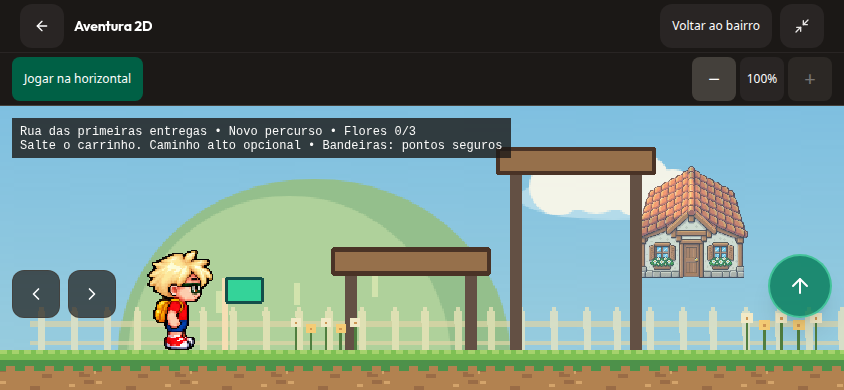 Aventura 2D
Voltar ao bairro
Jogar na horizontal
100%
Rua das primeiras entregas • Novo percurso • Flores 0/3
Salte o carrinho. Caminho alto opcional • Bandeiras: pontos seguros